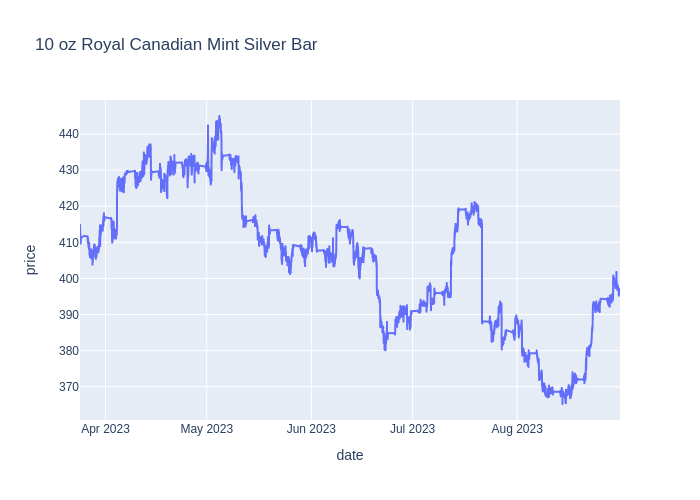 10 oz Royal Canadian Mint Silver Bar
440
430
420
410
400
390
380
370
price
Apr 2023
May 2023
Jun 2023
Jul 2023
Aug 2023
date